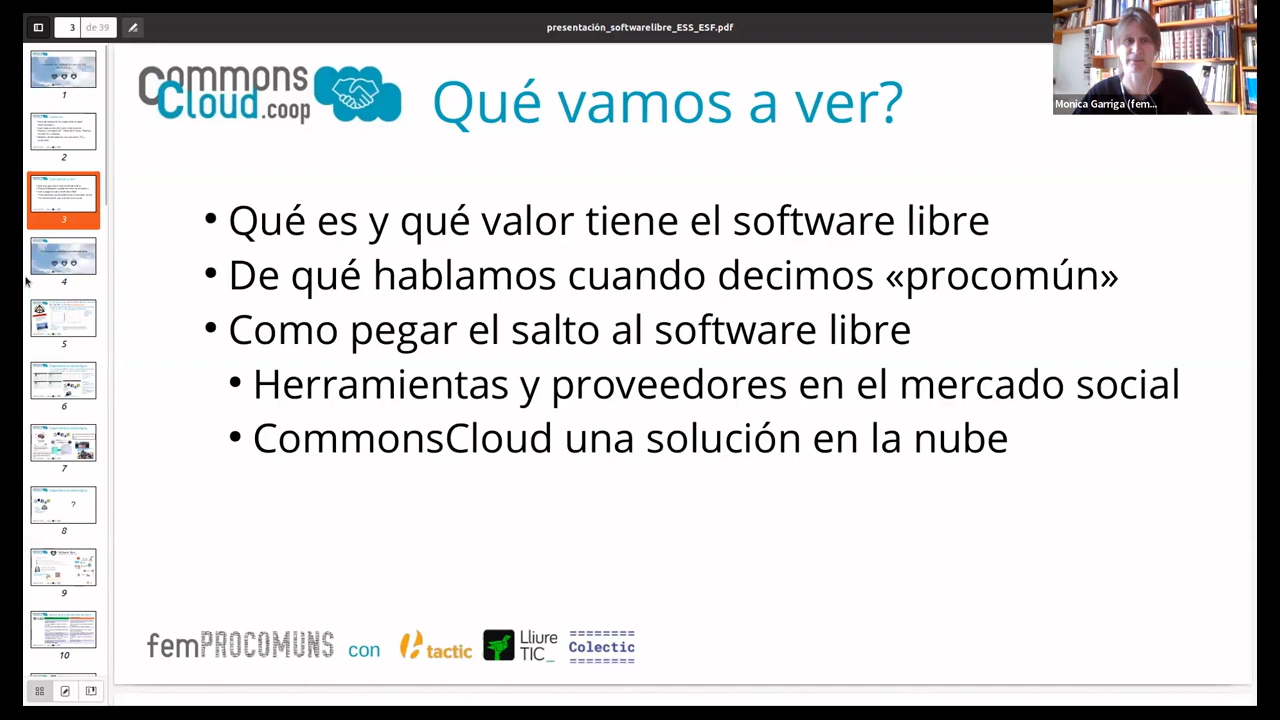 3 de 39
presentación_softwarelibre_ESS_ESF.pdf
Monica Garriga (fem...
Commons
Cloud.coop
Qué vamos a ver?
• Qué es y qué valor tiene el software libre
• De qué hablamos cuando decimos «procomún»
• Como pegar el salto al software libre
• Herramientas y proveedores en el mercado social
• CommonsCloud una solución en la nube
femPROCOMUNS con tactic Lliure TIC_ Colectic
1
2
3
4
5
6
7
8
?
9
10